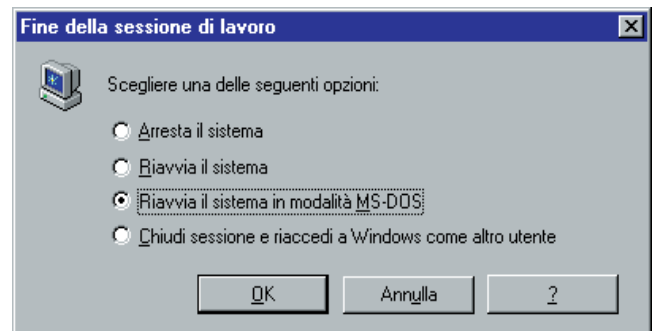 Fine della sessione di lavoro
Scegliere una delle seguenti opzioni:
Arresta il sistema
Riavvia il sistema
Riavvia il sistema in modalità MS-DOS
Chiudi sessione e riaccedi a Windows come altro utente
OK Annulla ?